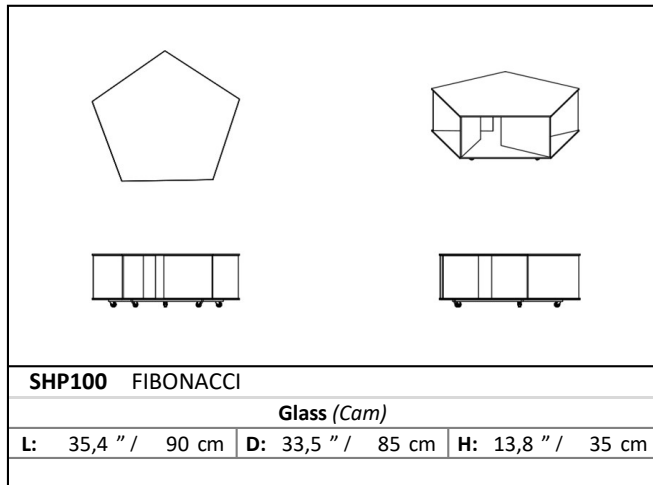 SHP100 FIBONACCI
Glass (Cam)
L: 35,4 ” / 90 cm D: 33,5 ” / 85 cm H: 13,8 ” / 35 cm